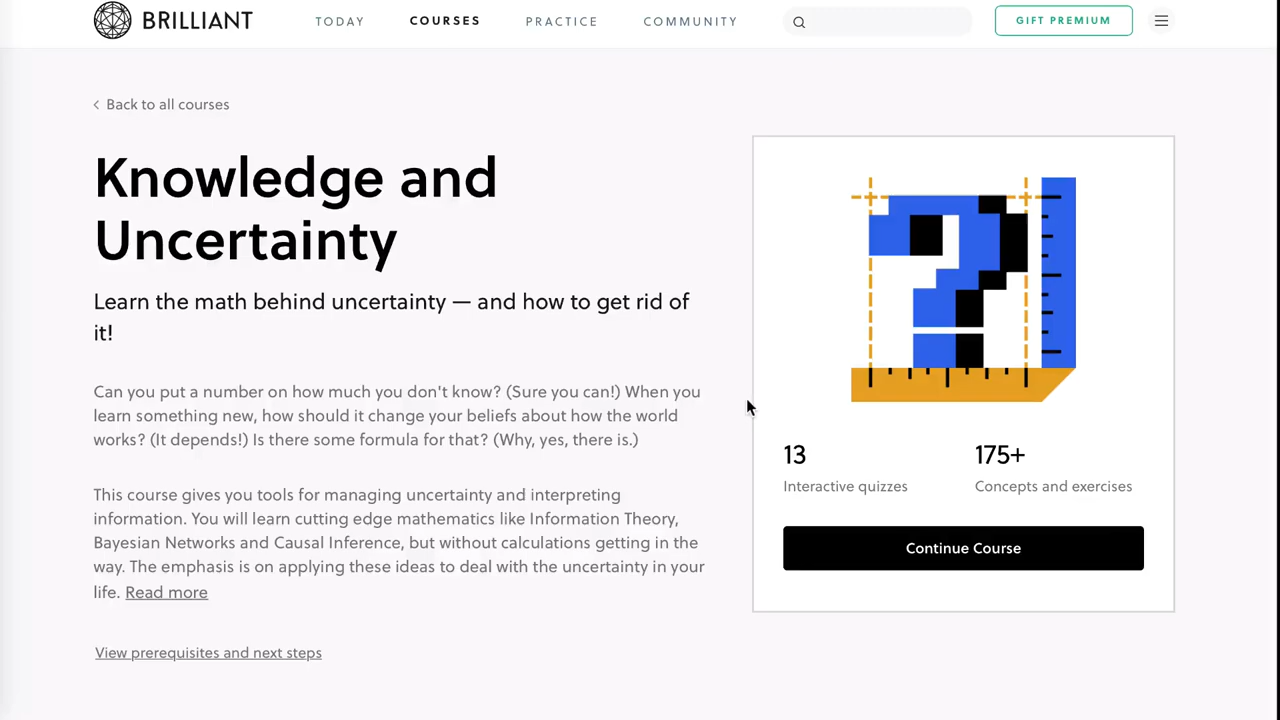 BRILLIANT
TODAY
COURSES
PRACTICE
COMMUNITY
GIFT PREMIUM
Back to all courses
Knowledge and
Uncertainty
Learn the math behind uncertainty — and how to get rid of
it!
Can you put a number on how much you don't know? (Sure you can!) When you
learn something new, how should it change your beliefs about how the world
works? (It depends!) Is there some formula for that? (Why, yes, there is.)
This course gives you tools for managing uncertainty and interpreting
information. You will learn cutting edge mathematics like Information Theory,
Bayesian Networks and Causal Inference, but without calculations getting in the
way. The emphasis is on applying these ideas to deal with the uncertainty in your
life. Read more
View prerequisites and next steps
13
Interactive quizzes
175+
Concepts and exercises
Continue Course